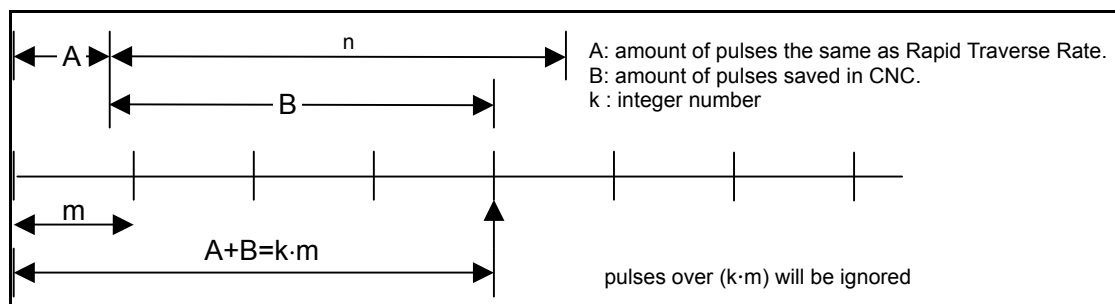 A
n
A: amount of pulses the same as Rapid Traverse Rate.
B: amount of pulses saved in CNC.
k : integer number
B
m
A+B=k·m
pulses over (k·m) will be ignored